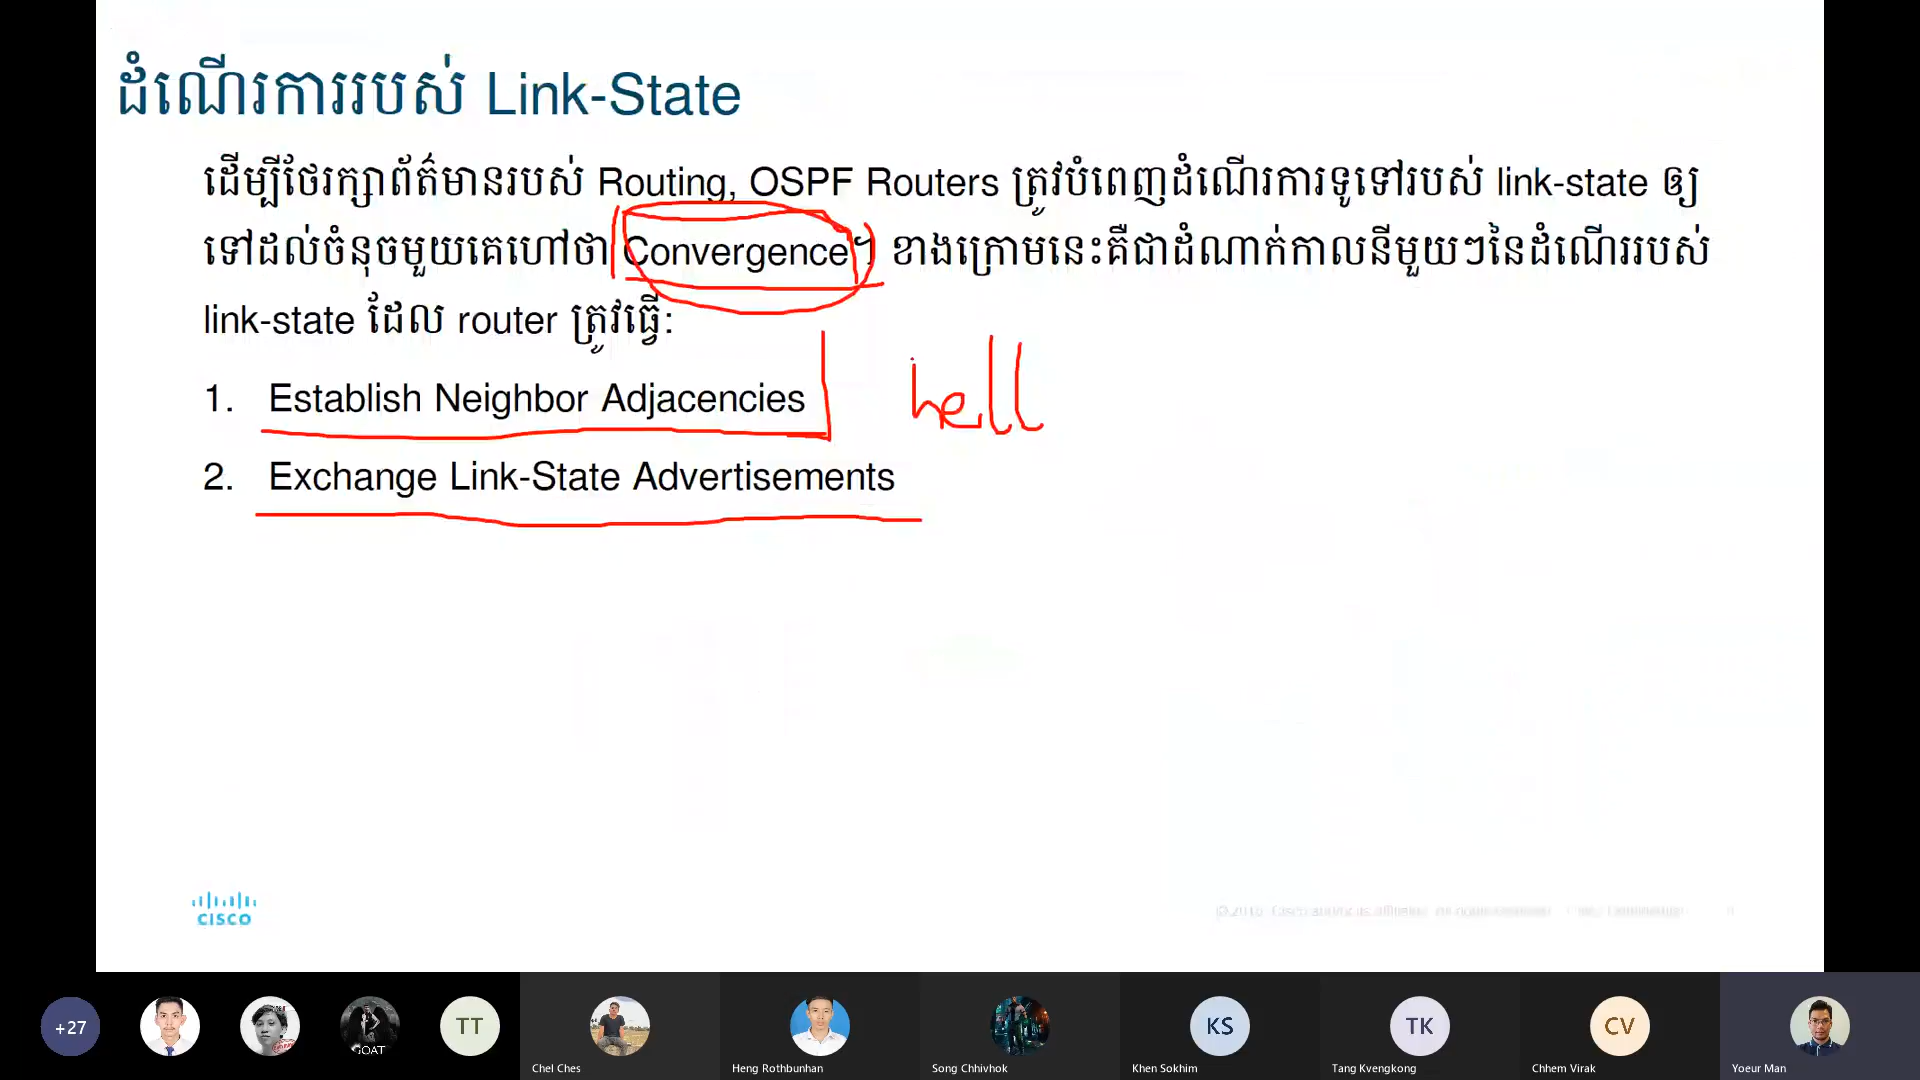 ដំណើរការរបស់ Link-State
ដើម្បីថែរក្សាព័ត៌មានរបស់ Routing, OSPF Routers ត្រូវបំពេញដំណើរការទូទៅរបស់ link-state ឲ្យ
ទៅដល់ចំនុចមួយគេហៅថា Convergence។ ខាងក្រោមនេះគឺជាដំណាក់កាលនីមួយៗនៃដំណើររបស់
link-state ដែល router ត្រូវធ្វើ:
1. Establish Neighbor Adjacencies
hell
2. Exchange Link-State Advertisements
CISCO
+27
GOAT
TT
KS
TK
CV
Chel Ches
Heng Rothbunhan
Song Chhivhok
Khen Sokhim
Tang Kvengkong
Chhem Virak
Yoeur Man